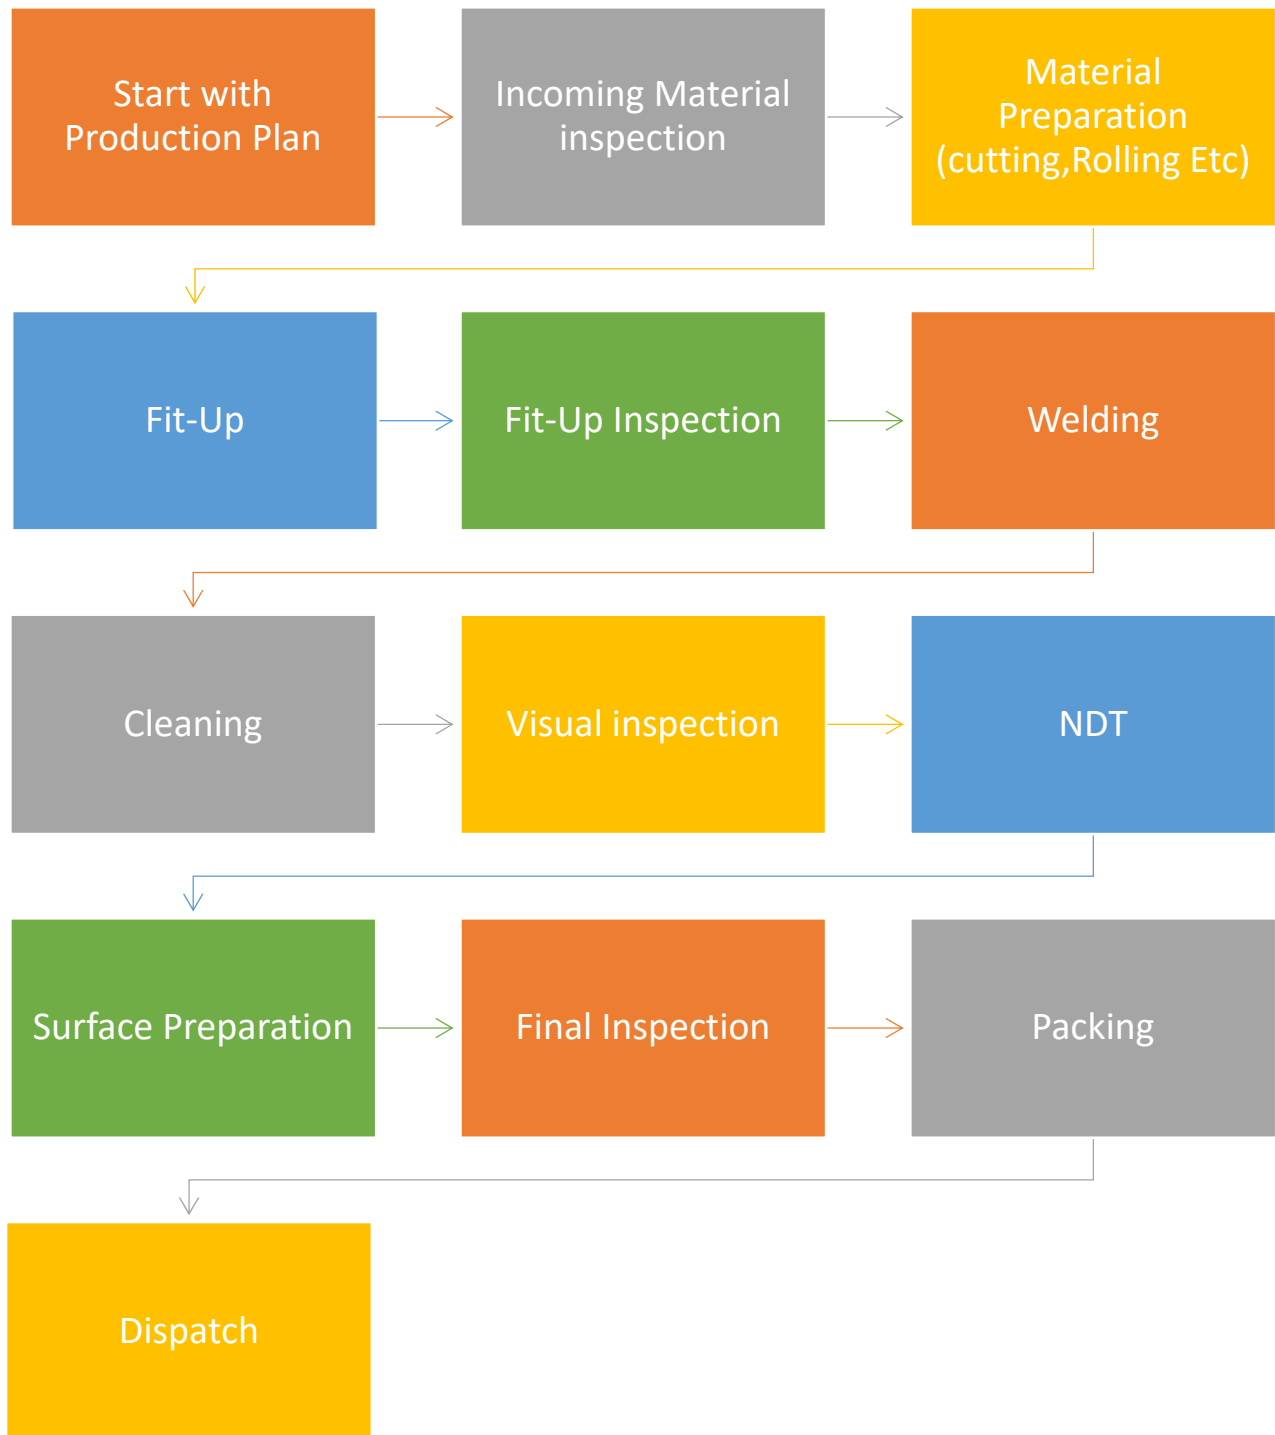 Start with
Production Plan
Incoming Material
inspection
Material
Preparation
(cutting,Rolling Etc)
Fit-Up
Fit-Up Inspection
Welding
Cleaning
Visual inspection
NDT
Surface Preparation
Final Inspection
Packing
Dispatch